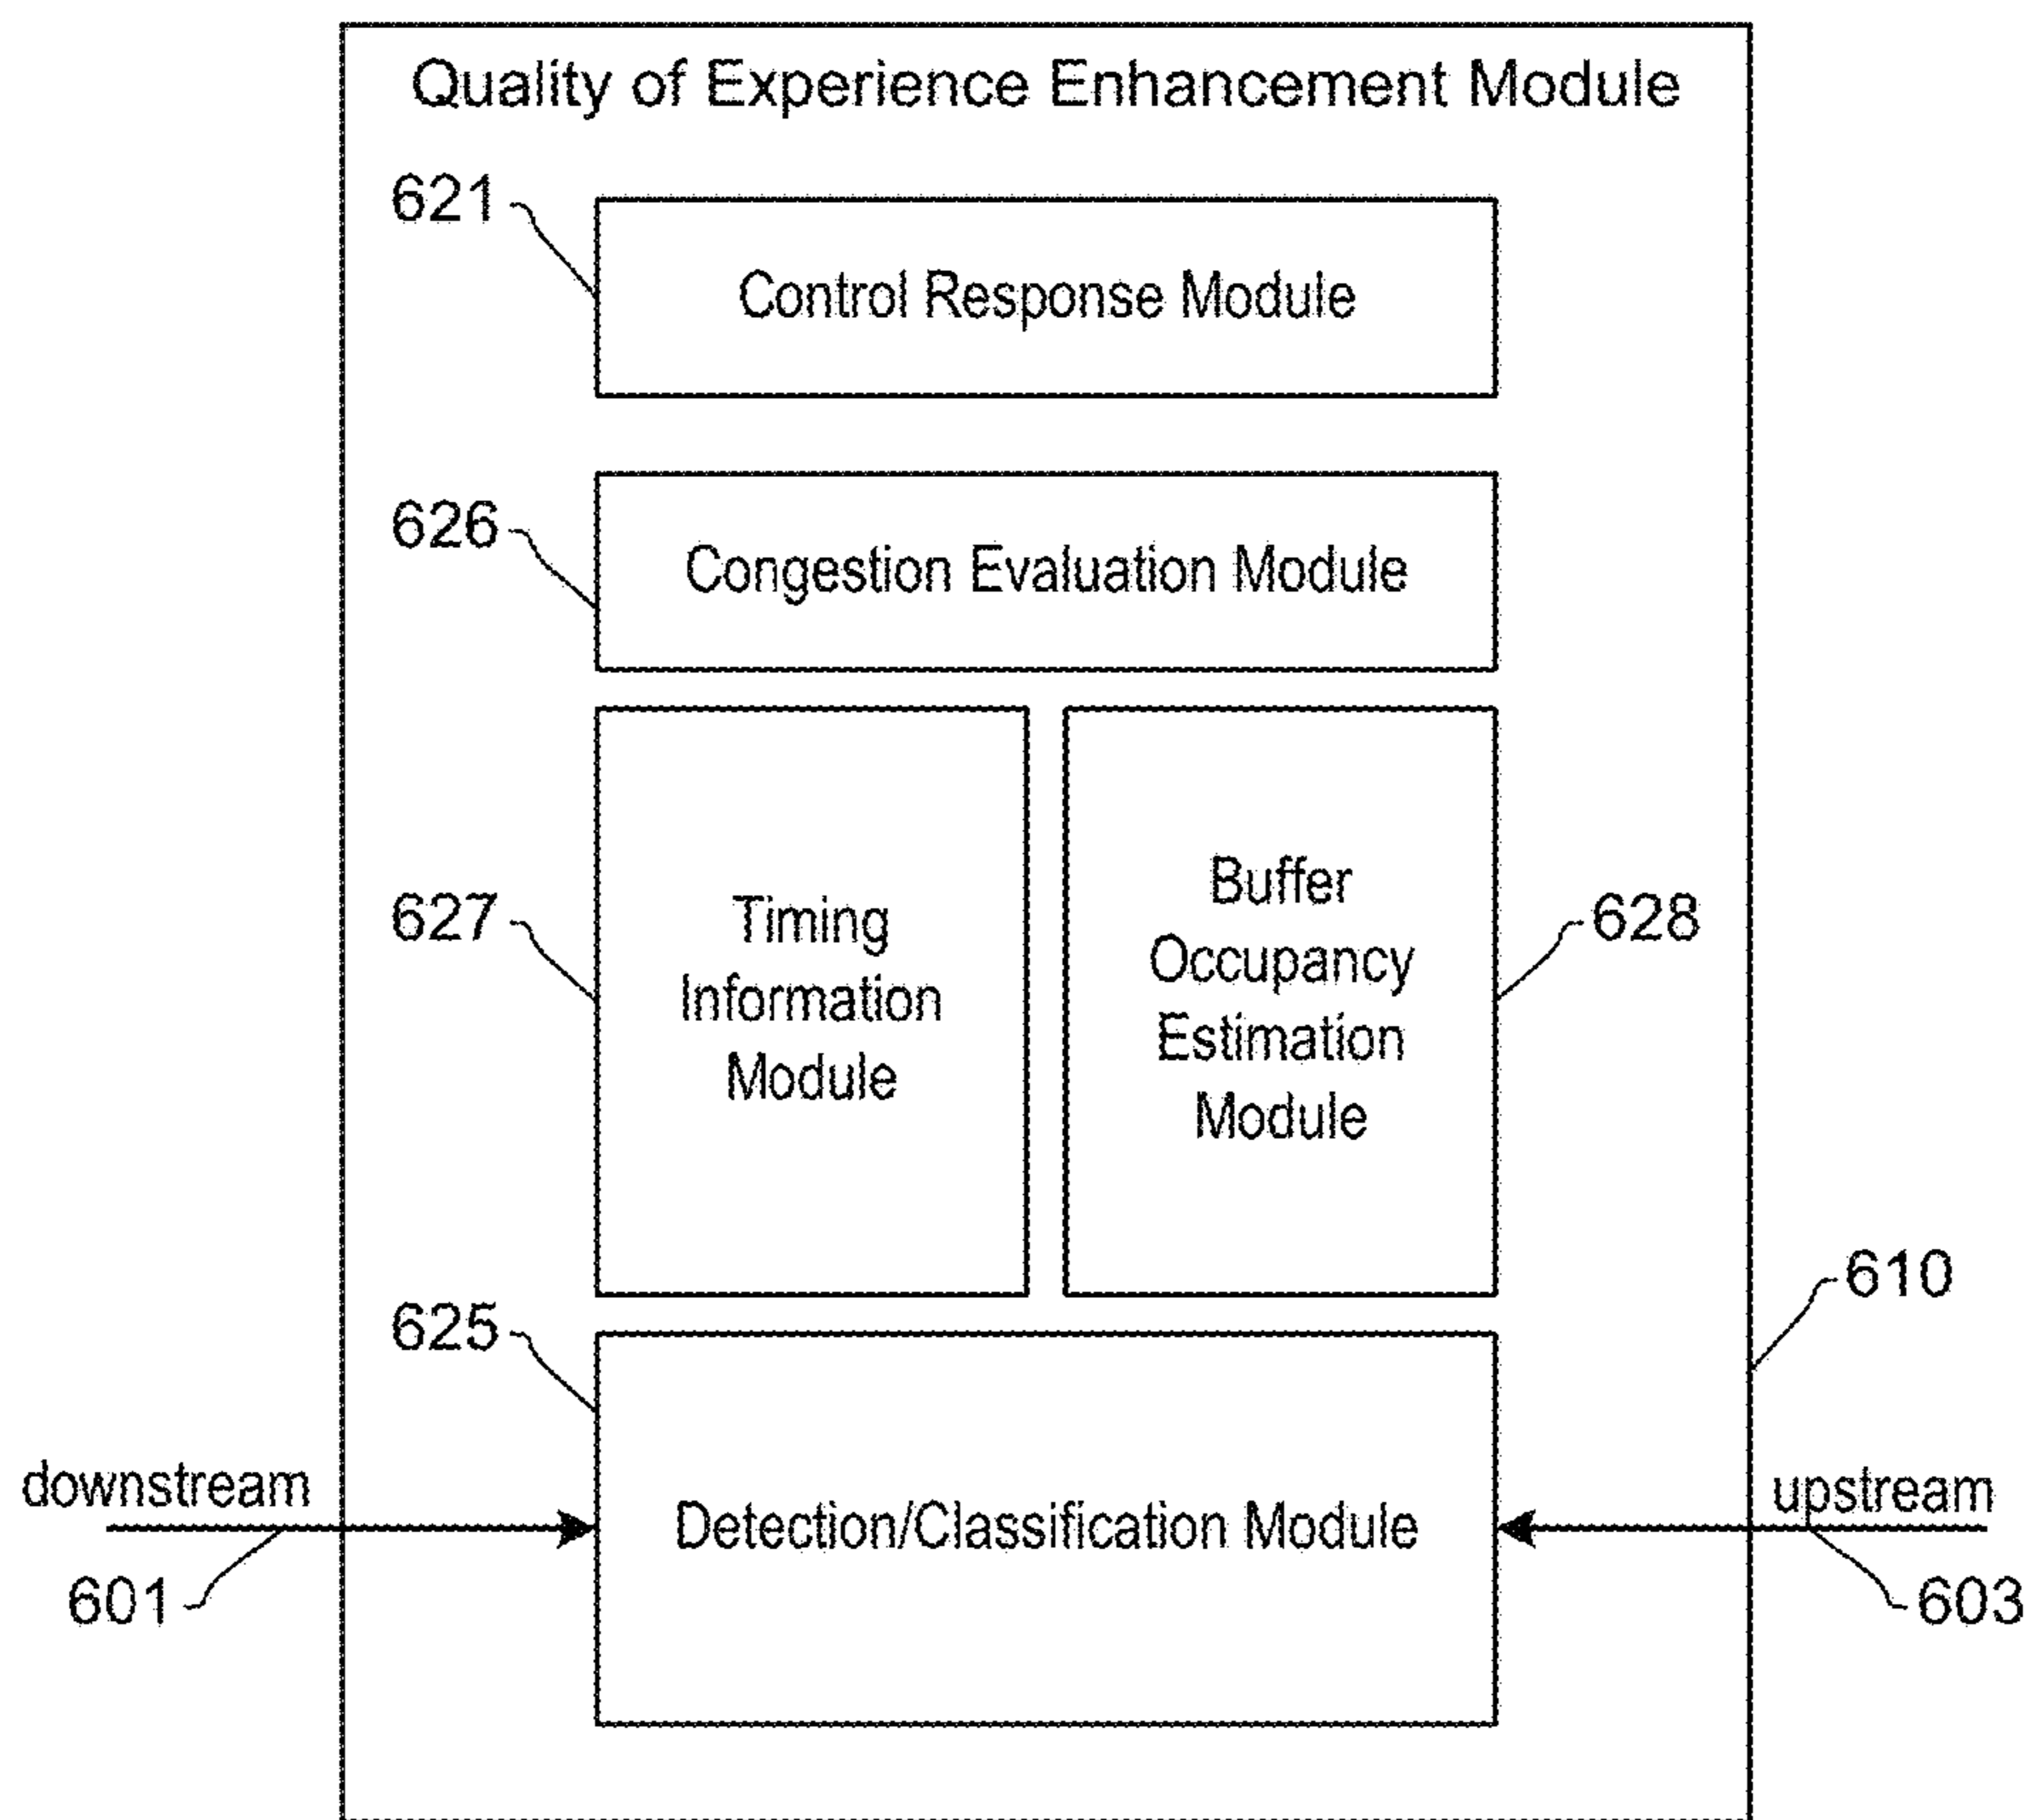 Quality of Experience Enhancement Module
621
Control Response Module
626
Congestion Evaluation Module
627
Timing
Information
Module
Buffer
Occupancy
Estimation
Module
628
610
625
downstream
Detection/Classification Module
upstream
601
603